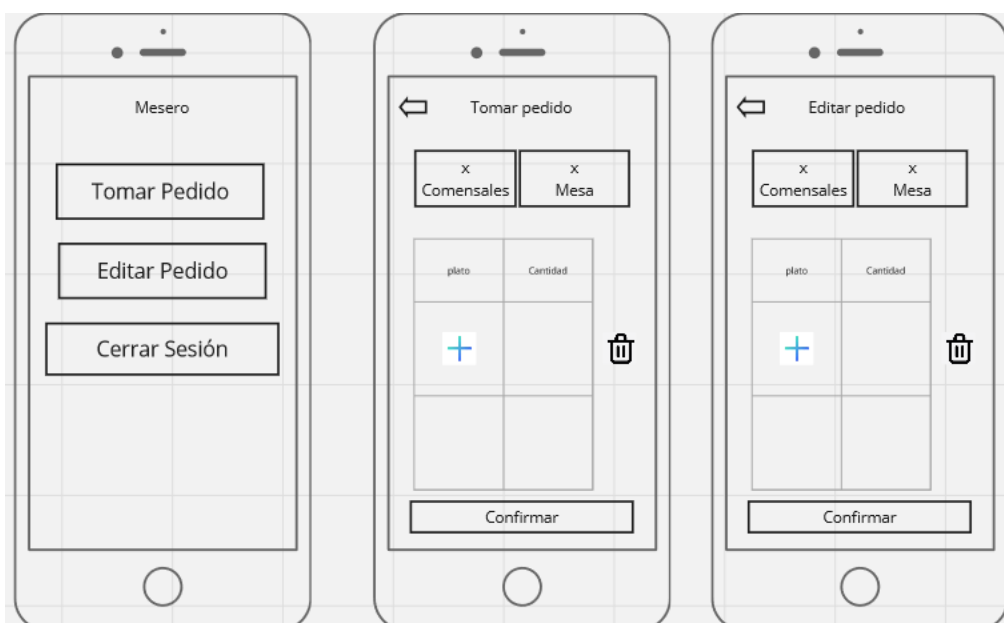 Mesero
Tomar Pedido
Editar Pedido
Cerrar Sesión
Tomar pedido
x
Comensales
x
Mesa
plato
Cantidad
Confirmar
Editar pedido
x
Comensales
x
Mesa
plato
Cantidad
Confirmar